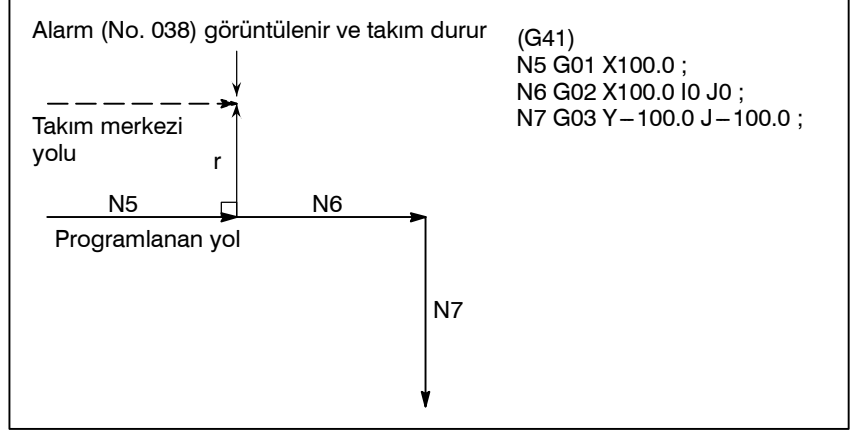 Alarm (No. 038) görüntülenir ve takım durur
(G41)
N5 G01 X100.0 ;
N6 G02 X100.0 I0 J0 ;
N7 G03 Y−100.0 J−100.0 ;
Takım merkezi
yolu
r
N5
N6
Programlanan yol
N7